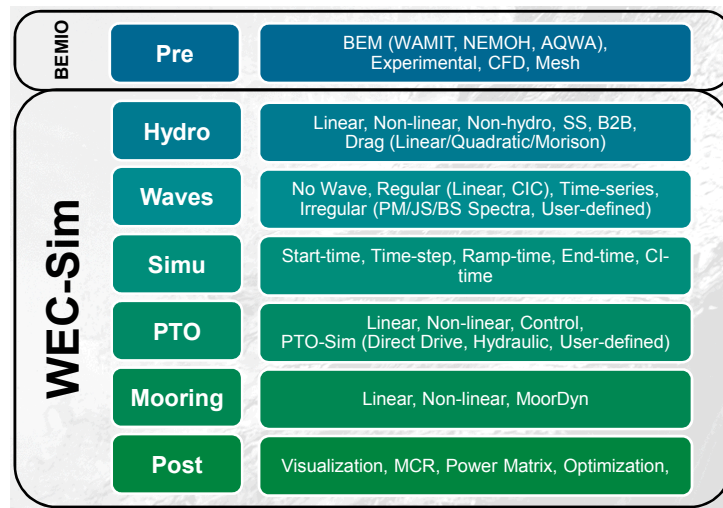 BEMIO
Pre
BEM (WAMIT, NEMOH, AQWA),
Experimental, CFD, Mesh
WEC-Sim
Hydro
Linear, Non-linear, Non-hydro, SS, B2B,
Drag (Linear/Quadratic/Morison)
Waves
No Wave, Regular (Linear, CIC), Time-series,
Irregular (PM/JS/BS Spectra, User-defined)
Simu
Start-time, Time-step, Ramp-time, End-time, CI-
time
PTO
Linear, Non-linear, Control,
PTO-Sim (Direct Drive, Hydraulic, User-defined)
Mooring
Linear, Non-linear, MoorDyn
Post
Visualization, MCR, Power Matrix, Optimization,